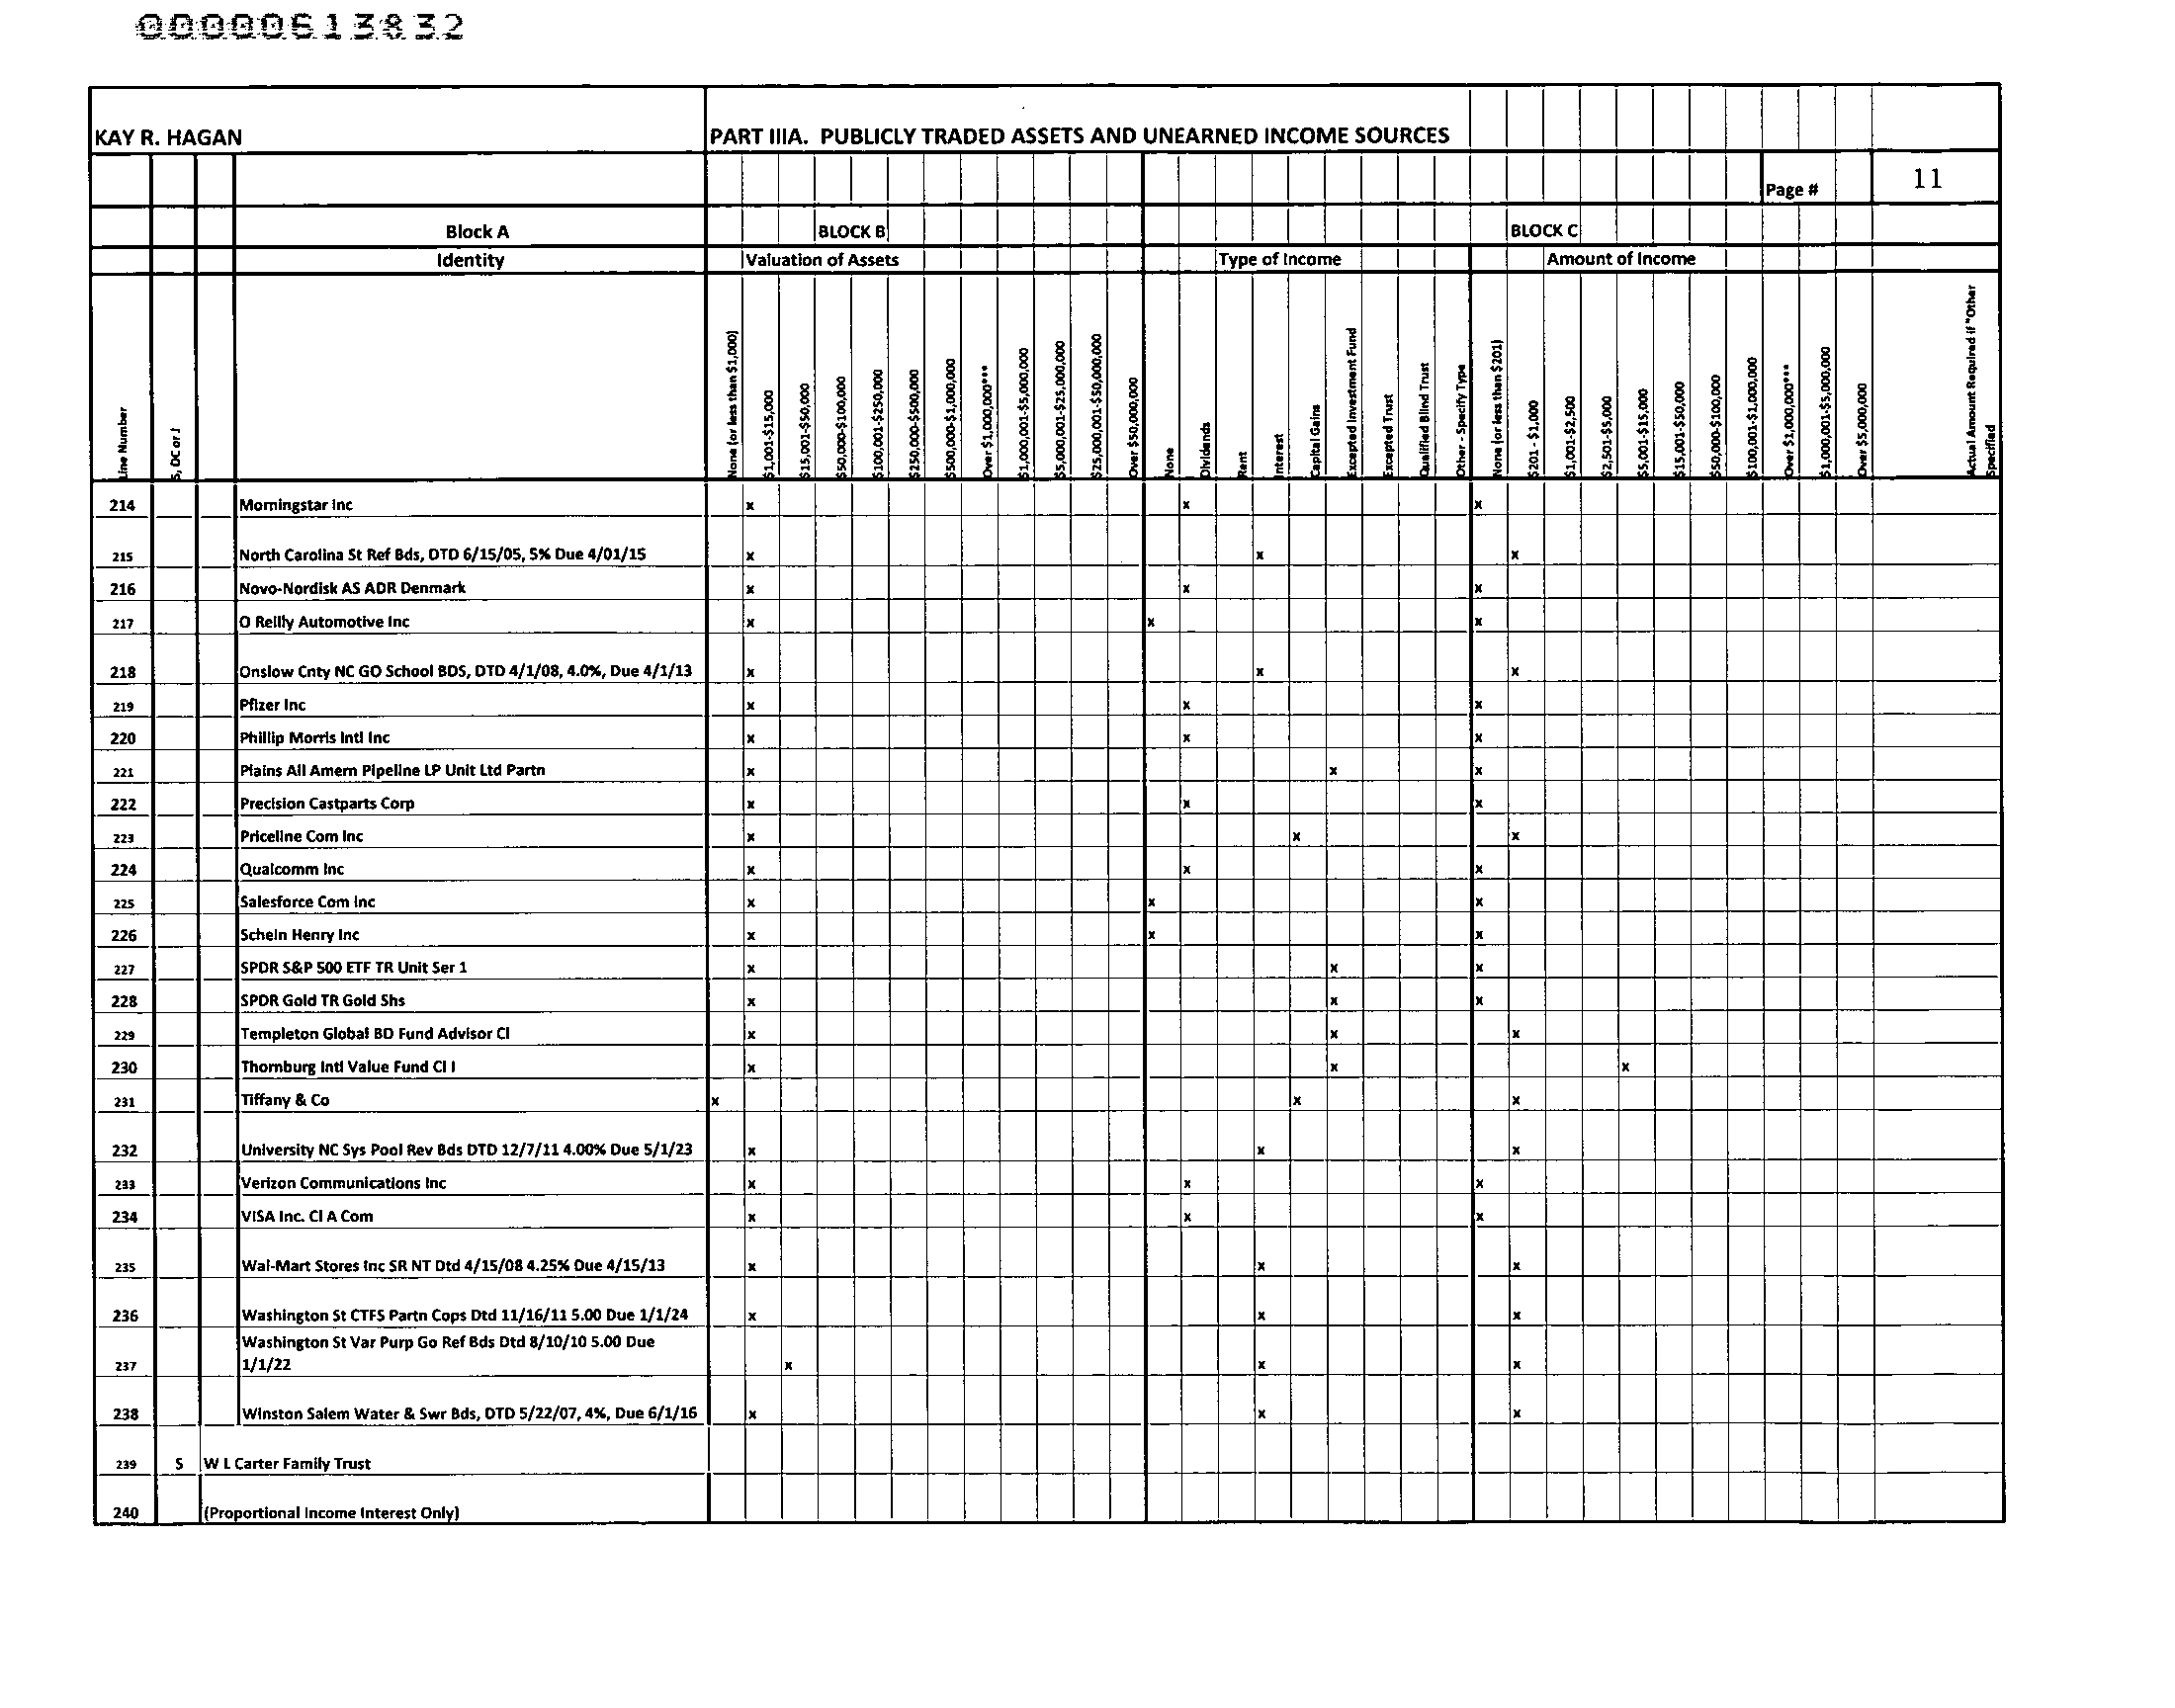 00000613832
KAY R. HAGAN PART IIIA. PUBLICLY TRADED ASSETS AND UNEARNED INCOME SOURCES
Page # 11
Block A BLOCK B BLOCK C
Identity Valuation of Assets Type of Income Amount of Income
Line Number
S, DC or J
None (or less than $1,000)
$1,001-$15,000
$15,001-$50,000
$50,000-$100,000
$100,001-$250,000
$250,000-$500,000
$500,000-$1,000,000
Over $1,000,000***
$1,000,001-$5,000,000
$5,000,001-$25,000,000
$25,000,001-$50,000,000
Over $50,000,000
None
Dividends
Rent
Interest
Capital Gains
Excepted Investment Fund
Excepted Trust
Qualified Blind Trust
Other - Specify Type
None (or less than $201)
$201 - $1,000
$1,001-$2,500
$2,501-$5,000
$5,001-$15,000
$15,001-$50,000
$50,000-$100,000
$100,001-$1,000,000
Over $1,000,000***
$1,000,001-$5,000,000
Over $5,000,000
Actual Amount Required if "Other
Specified
214 Morningstar Inc x x x
215 North Carolina St Ref Bds, DTD 6/15/05, 5% Due 4/01/15 x x x
216 Novo-Nordisk AS ADR Denmark x x x
217 O Reilly Automotive Inc x x x
218 Onslow Cnty NC GO School BDS, DTD 4/1/08, 4.0%, Due 4/1/13 x x x
219 Pfizer Inc x x x
220 Phillip Morris Intl Inc x x x
221 Plains All Amern Pipeline LP Unit Ltd Partn x x x
222 Precision Castparts Corp x x x
223 Priceline Com Inc x x x
224 Qualcomm Inc x x x
225 Salesforce Com Inc x x x
226 Schein Henry Inc x x x
227 SPDR S&P 500 ETF TR Unit Ser 1 x x x
228 SPDR Gold TR Gold Shs x x x
229 Templeton Global BD Fund Advisor Cl x x x
230 Thornburg Intl Value Fund Cl I x x x
231 Tiffany & Co x x x
232 University NC Sys Pool Rev Bds DTD 12/7/11 4.00% Due 5/1/23 x x x
233 Verizon Communications Inc x x x
234 VISA Inc. Cl A Com x x x
235 Wal-Mart Stores Inc SR NT Dtd 4/15/08 4.25% Due 4/15/13 x x x
236 Washington St CTFS Partn Cops Dtd 11/16/11 5.00 Due 1/1/24 x x x
Washington St Var Purp Go Ref Bds Dtd 8/10/10 5.00 Due
237 1/1/22 x x x
238 Winston Salem Water & Swr Bds, DTD 5/22/07, 4%, Due 6/1/16 x x x
239 S W L Carter Family Trust
240 (Proportional Income Interest Only)